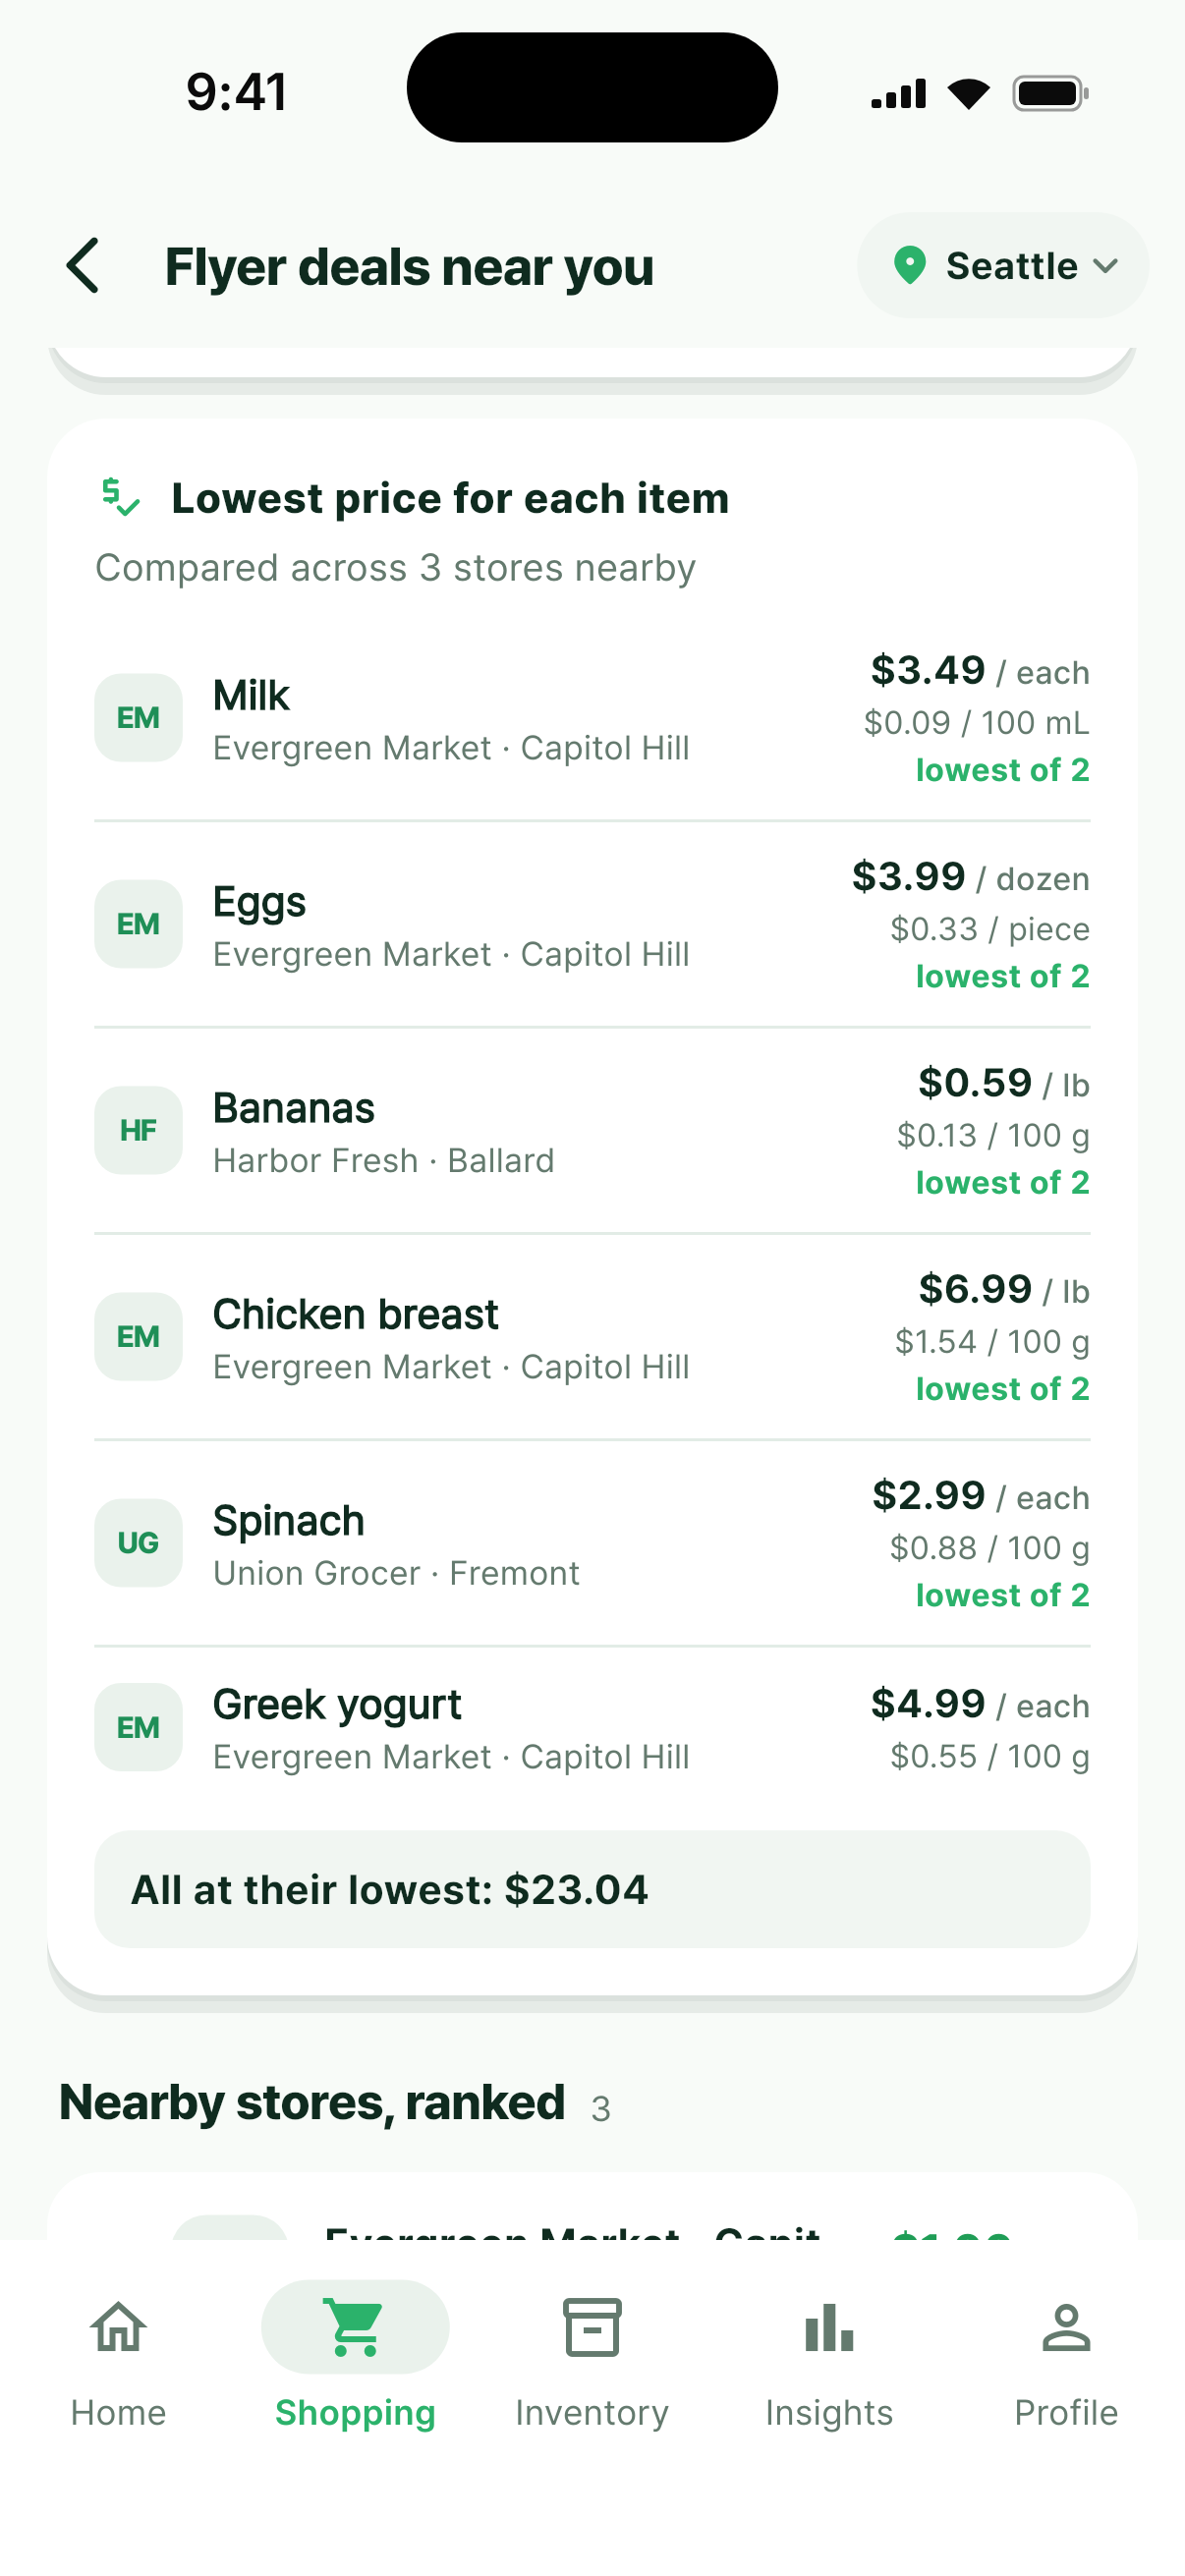 9:41
Flyer deals near you
Seattle
Lowest price for each item
Compared across 3 stores nearby
EM
Milk
Evergreen Market · Capitol Hill
$3.49 / each
$0.09 / 100 mL
lowest of 2
EM
Eggs
Evergreen Market · Capitol Hill
$3.99 / dozen
$0.33 / piece
lowest of 2
HF
Bananas
Harbor Fresh · Ballard
$0.59 / lb
$0.13 / 100 g
lowest of 2
EM
Chicken breast
Evergreen Market · Capitol Hill
$6.99 / lb
$1.54 / 100 g
lowest of 2
UG
Spinach
Union Grocer · Fremont
$2.99 / each
$0.88 / 100 g
lowest of 2
EM
Greek yogurt
Evergreen Market · Capitol Hill
$4.99 / each
$0.55 / 100 g
All at their lowest: $23.04
Nearby stores, ranked 3
Evergreen Market
Home
Shopping
Inventory
Insights
Profile